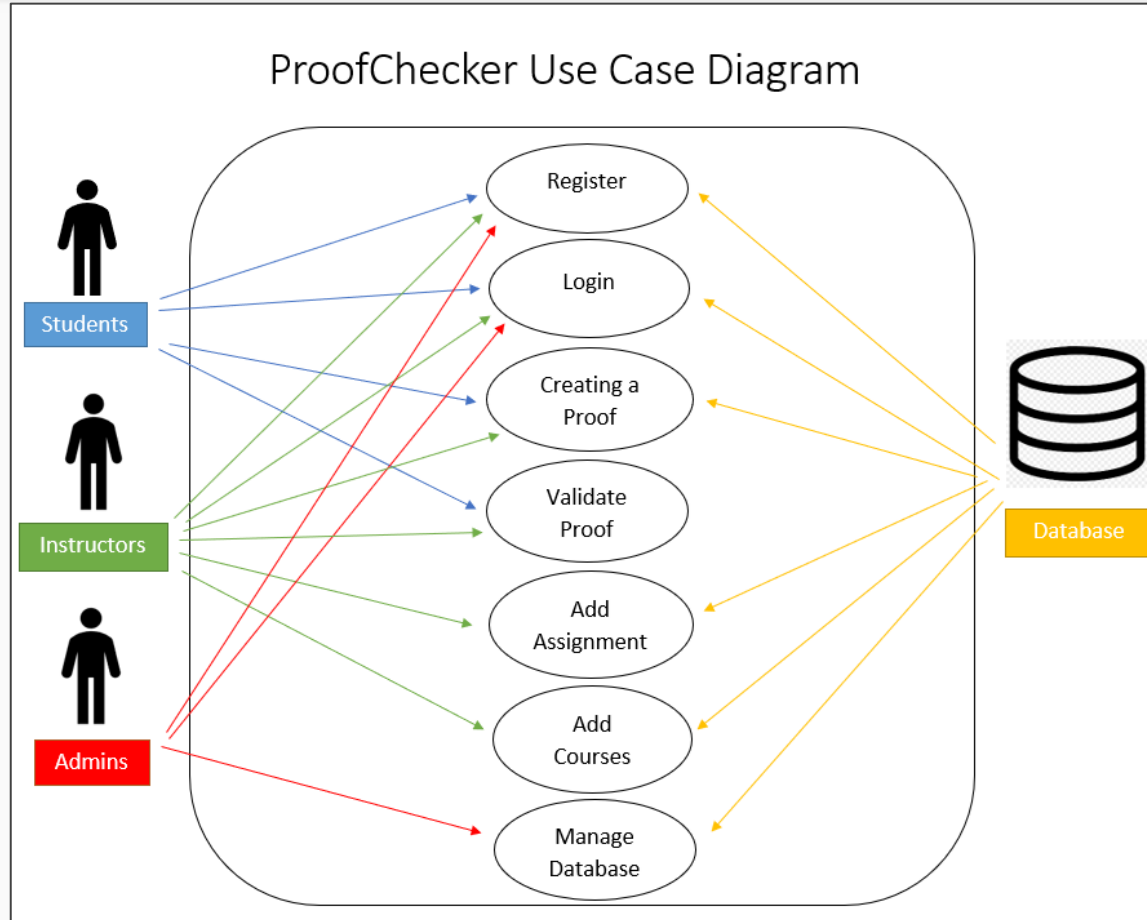 ProofChecker Use Case Diagram
Register
Login
Students
Creating a
Proof
Validate
Proof
Instructors
Database
Add
Assignment
Add
Courses
Admins
Manage
Database